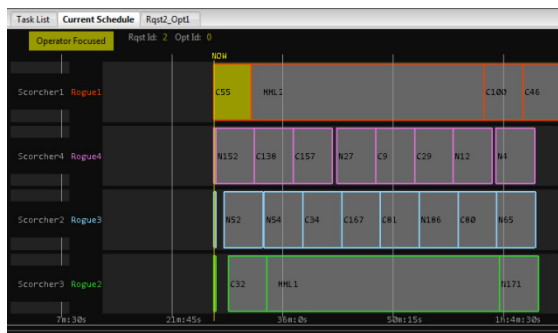 Task List Current Schedule Rqst2_Opt1
Operator Focused Rqst Id: 2 Opt Id: 0
NOW
Scorcher1 Rogue1 C55 MML2 C100 C46
Scorcher4 Rogue4 N152 C138 C157 N27 C9 C29 N12 N4
Scorcher2 Rogue3 N52 N54 C34 C167 C81 N186 C80 N65
Scorcher3 Rogue2 C32 MML1 N171
7m:30s 21m:45s 36m:0s 50m:15s 1h:4m:30s